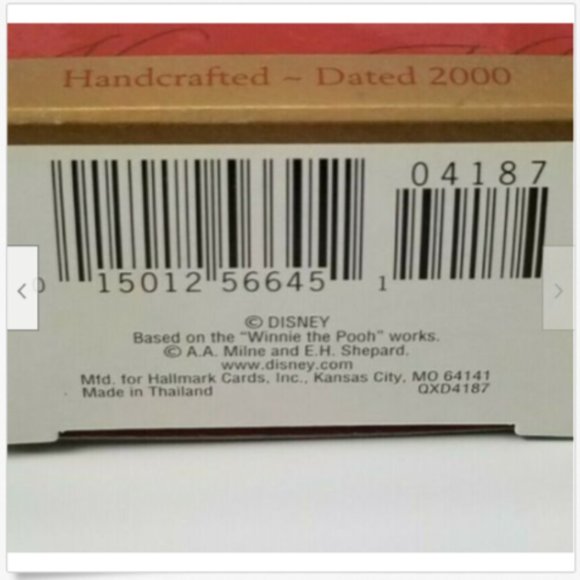 Handcrafted ~ Dated 2000
04187
0 15012 56645 1
© DISNEY
Based on the "Winnie the Pooh" works.
© A.A. Milne and E.H. Shepard.
www.disney.com
Mfd. for Hallmark Cards, Inc., Kansas City, MO 64141
Made in Thailand QXD4187